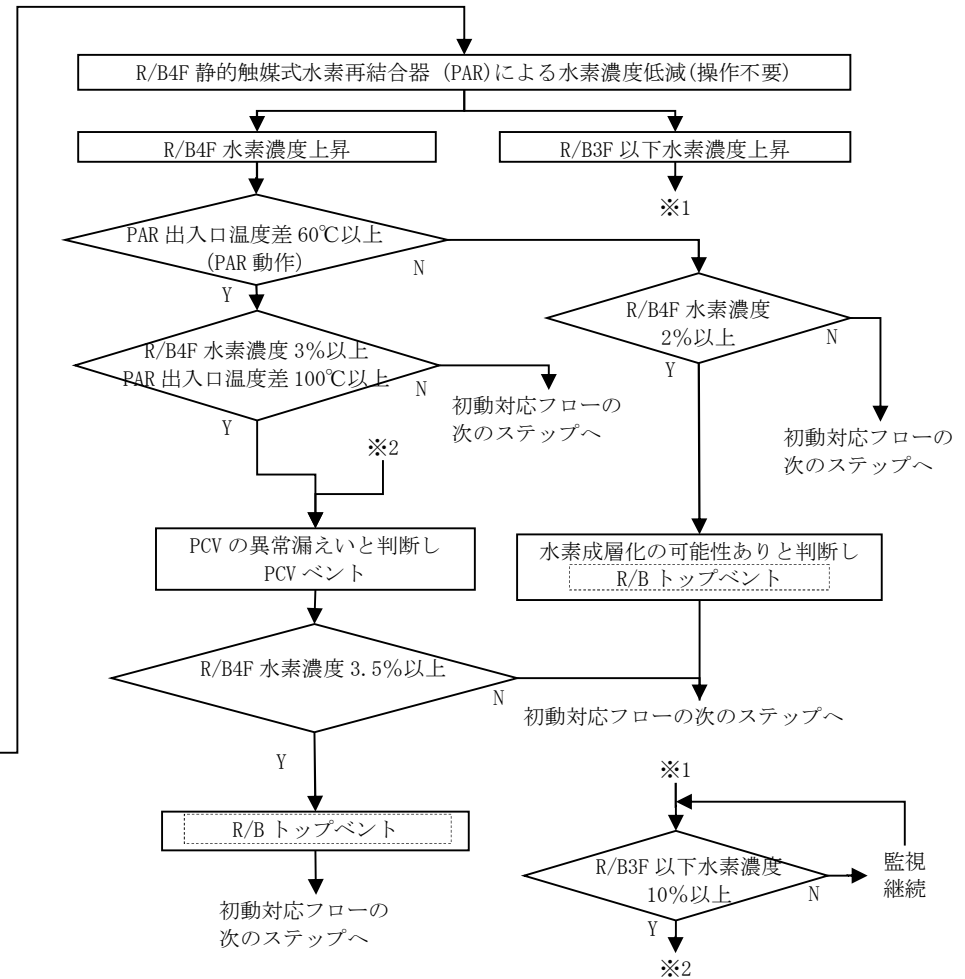 R/B4F 静的触媒式水素再結合器 (PAR)による水素濃度低減(操作不要)
R/B4F 水素濃度上昇
R/B3F 以下水素濃度上昇
※1
PAR 出入口温度差 60℃以上
(PAR 動作)
N
Y
R/B4F 水素濃度
2%以上
N
Y
R/B4F 水素濃度 3%以上
PAR 出入口温度差 100℃以上
N
Y
初動対応フローの
次のステップへ
初動対応フローの
次のステップへ
※2
PCV の異常漏えいと判断し
PCV ベント
水素成層化の可能性ありと判断し
R/B トップベント
R/B4F 水素濃度 3.5%以上
N
Y
初動対応フローの次のステップへ
R/B トップベント
初動対応フローの
次のステップへ
※1
R/B3F 以下水素濃度
10%以上
N
Y
監視
継続
※2